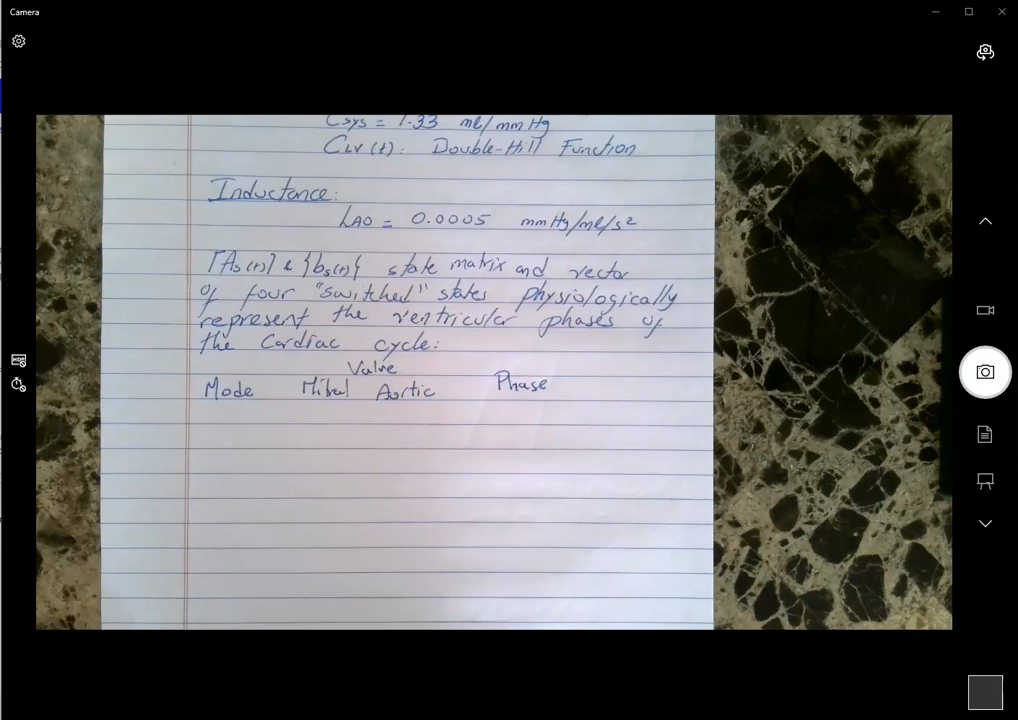 Camera
Csys = 1.33 ml/mmHg
CLV(t): Double-Hill Function
Inductance:
LAO = 0.0005 mmHg/ml/s²
[As(t)] & {bs(t)} state matrix and vector
of four "switched" states physiologically
represent the ventricular phases of
the Cardiac cycle:
Valve
Mode Mitral Aortic Phase